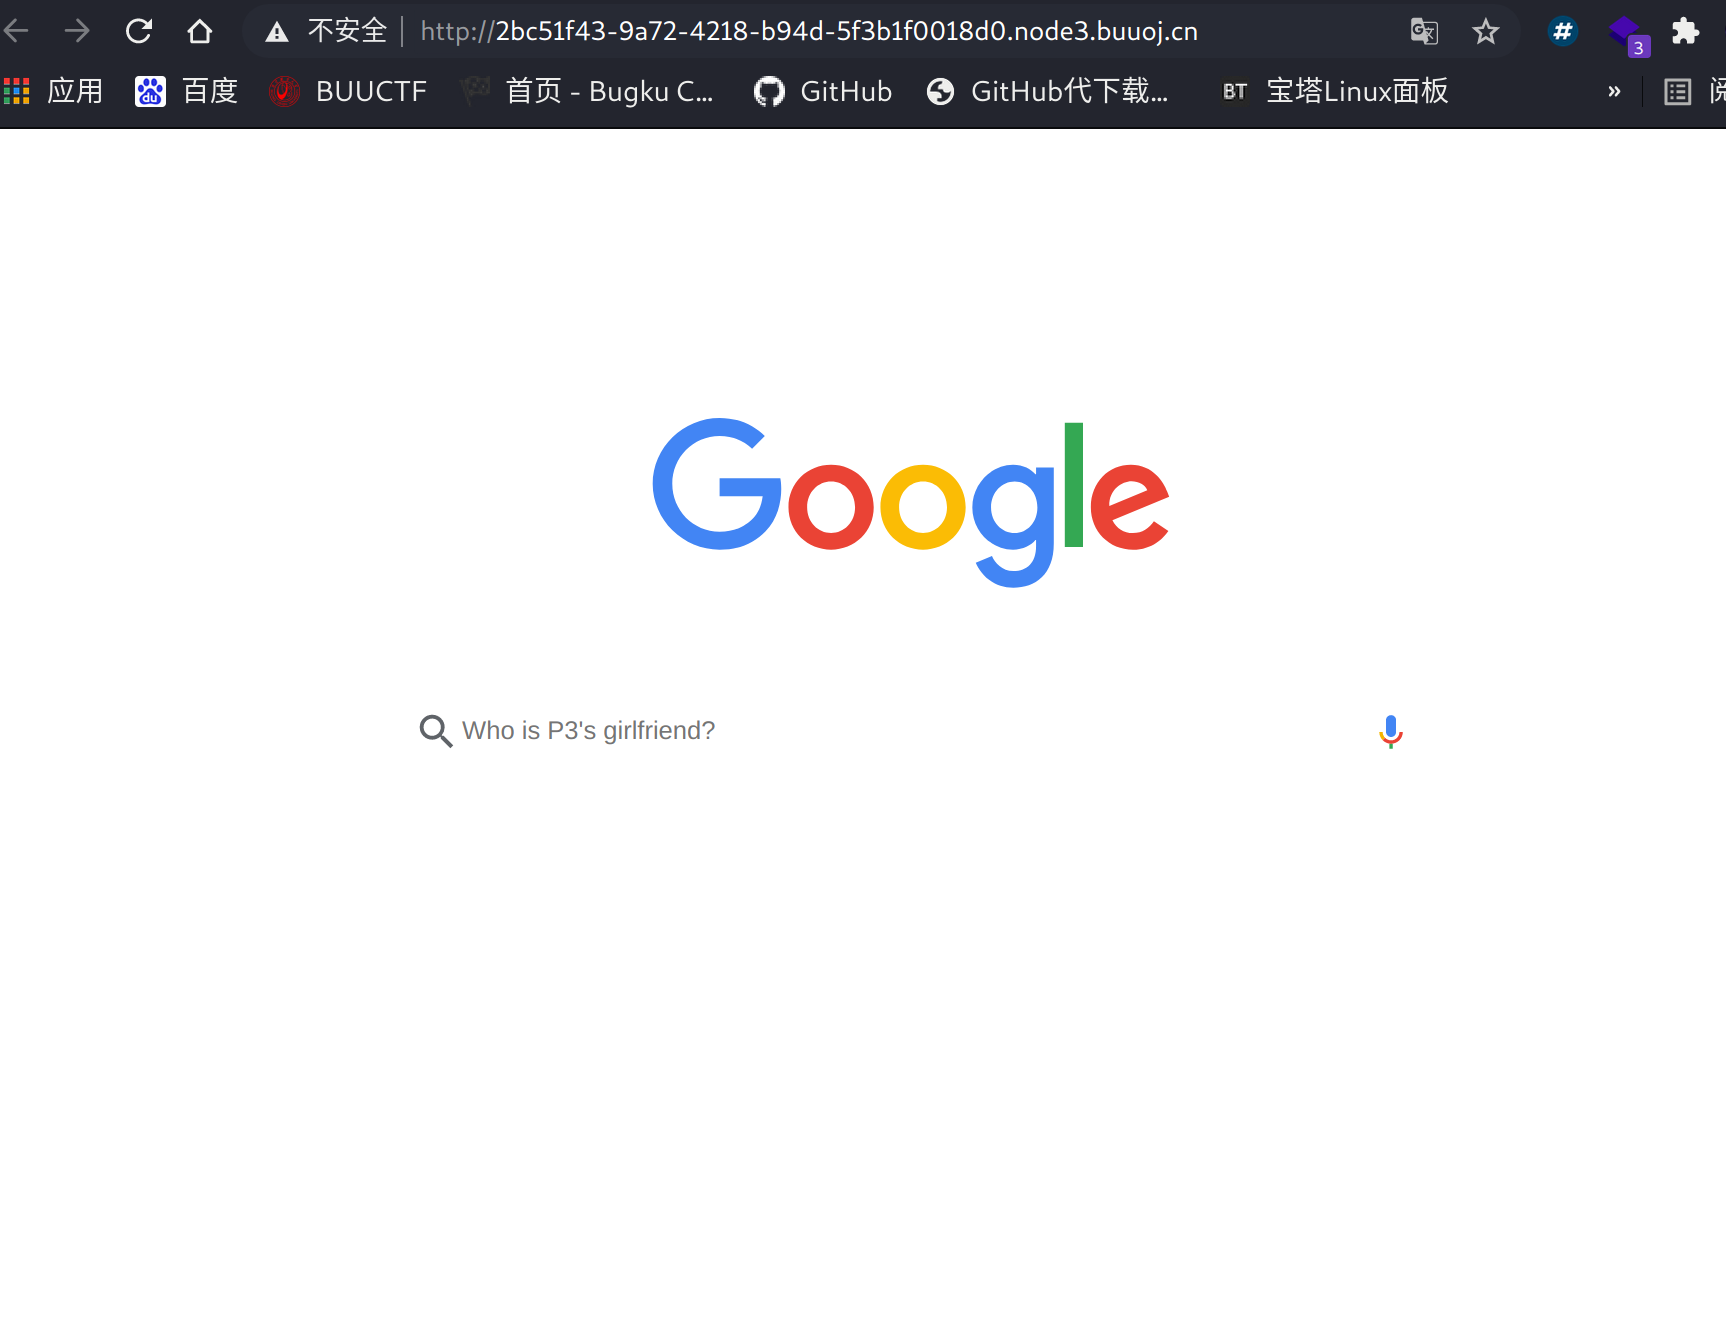 不安全 http://2bc51f43-9a72-4218-b94d-5f3b1f0018d0.node3.buuoj.cn
3
应用 百度 BUUCTF 首页 - Bugku C... GitHub GitHub代下载... BT 宝塔Linux面板 »
Google
Who is P3's girlfriend?